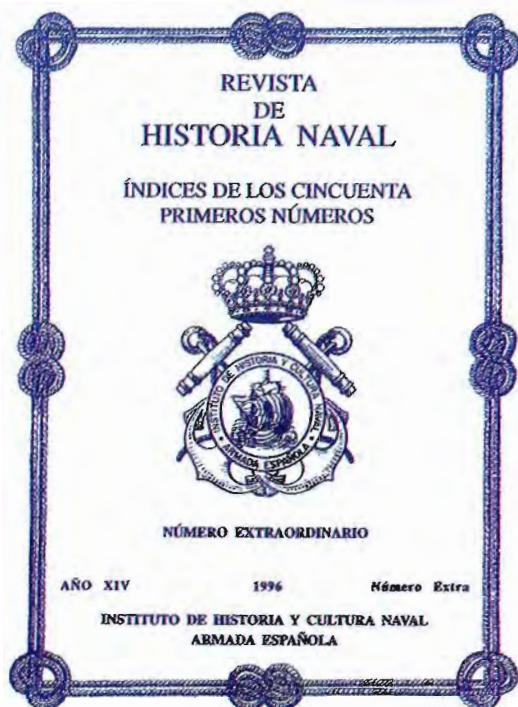 REVISTA
DE
HISTORIA NAVAL
ÍNDICES DE LOS CINCUENTA
PRIMEROS NÚMEROS
INSTITUTO DE HISTORIA Y CULTURA NAVAL
• ARMADA ESPAÑOLA •
NÚMERO EXTRAORDINARIO
AÑO XIV 1996 Número Extra
INSTITUTO DE HISTORIA Y CULTURA NAVAL
ARMADA ESPAÑOLA